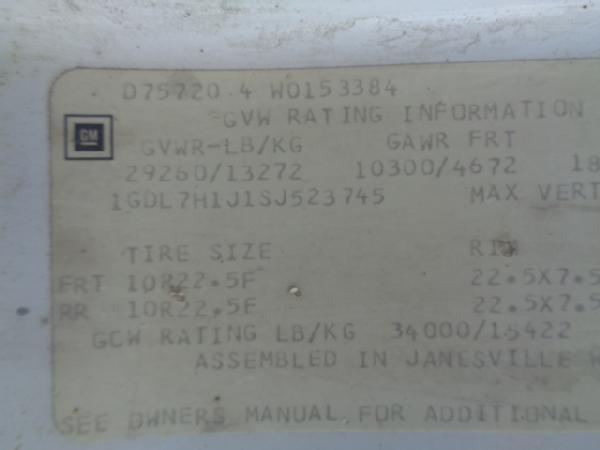 D75720 4 W0153384
GVW RATING INFORMATION
GM
GVWR-LB/KG GAWR FRT
29260/13272 10300/4672 18
1GDL7H1J1SJ523745 MAX VERT
TIRE SIZE RIM
FRT 10R22.5F 22.5X7.5
RR 10R22.5F 22.5X7.5
GCW RATING LB/KG 34000/15422
ASSEMBLED IN JANESVILLE
SEE OWNERS MANUAL FOR ADDITIONAL